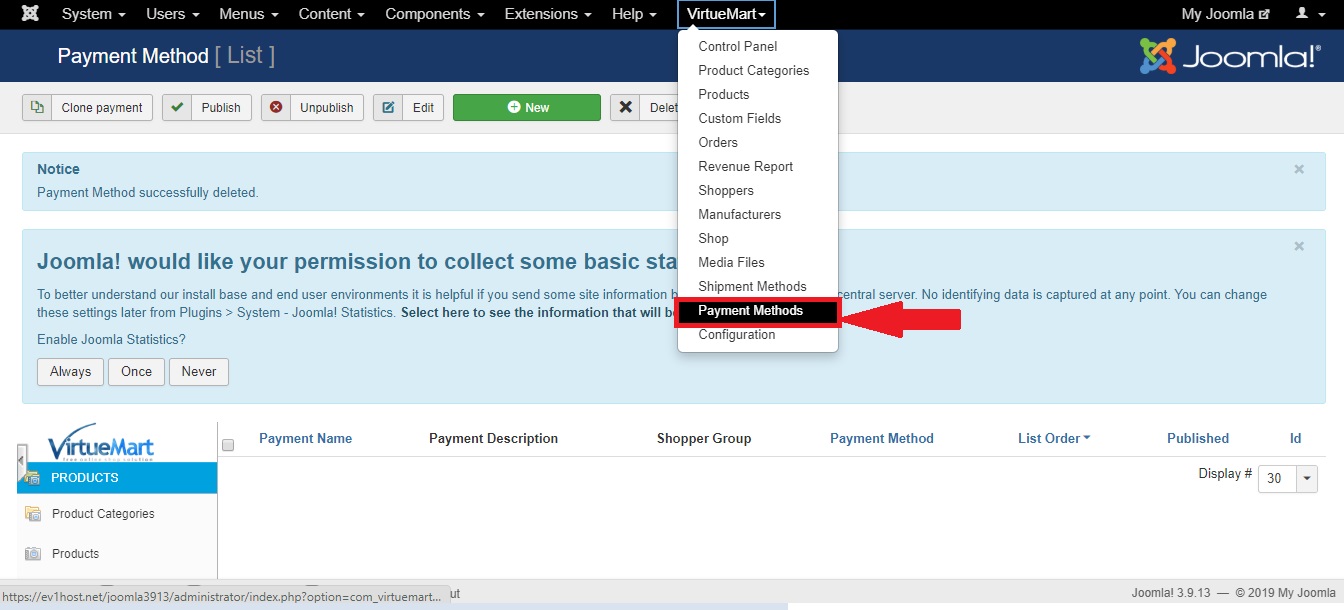 System Users Menus Content Components Extensions Help VirtueMart My Joomla
Payment Method [ List ]
Joomla!®
Control Panel
Product Categories
Products
Custom Fields
Orders
Revenue Report
Shoppers
Manufacturers
Shop
Media Files
Shipment Methods
Payment Methods
Configuration
Clone payment Publish Unpublish Edit New
Notice
Payment Method successfully deleted.
Joomla! would like your permission to collect some basic
To better understand our install base and end user environments it is helpful if you send some site information central server. No identifying data is captured at any point. You can change
these settings later from Plugins > System - Joomla! Statistics. Select here to see the information that will
Enable Joomla Statistics?
Always Once Never
VirtueMart
Payment Name Payment Description Shopper Group Payment Method List Order Published Id
Display # 30
PRODUCTS
Product Categories
Products
https://ev1host.net/joomla3913/administrator/index.php?option=com_virtuemart...
Joomla! 3.9.13 — © 2019 My Joomla